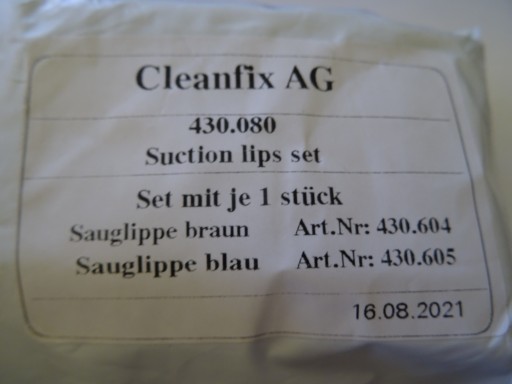 Cleanfix AG
430.080
Suction lips set
Set mit je 1 stück
Sauglippe braun Art.Nr: 430.604
Sauglippe blau Art.Nr: 430.605
16.08.2021